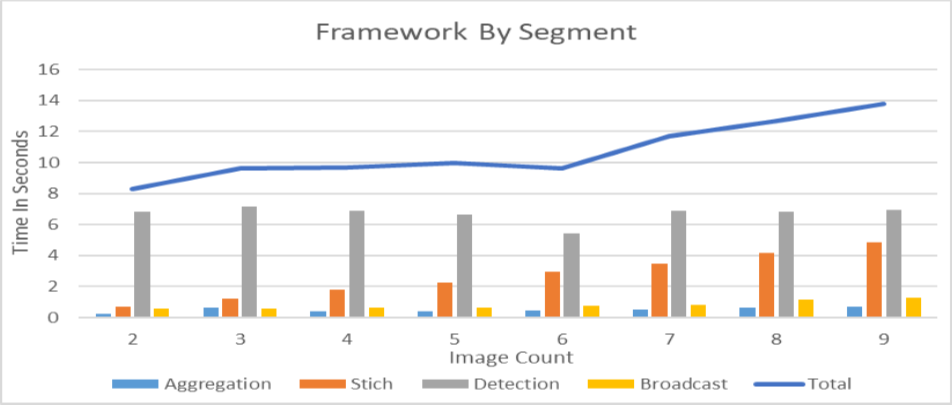 Framework By Segment
16
14
12
10
8
6
4
2
0
Time In Seconds
2 3 4 5 6 7 8 9
Image Count
Aggregation Stich Detection Broadcast Total